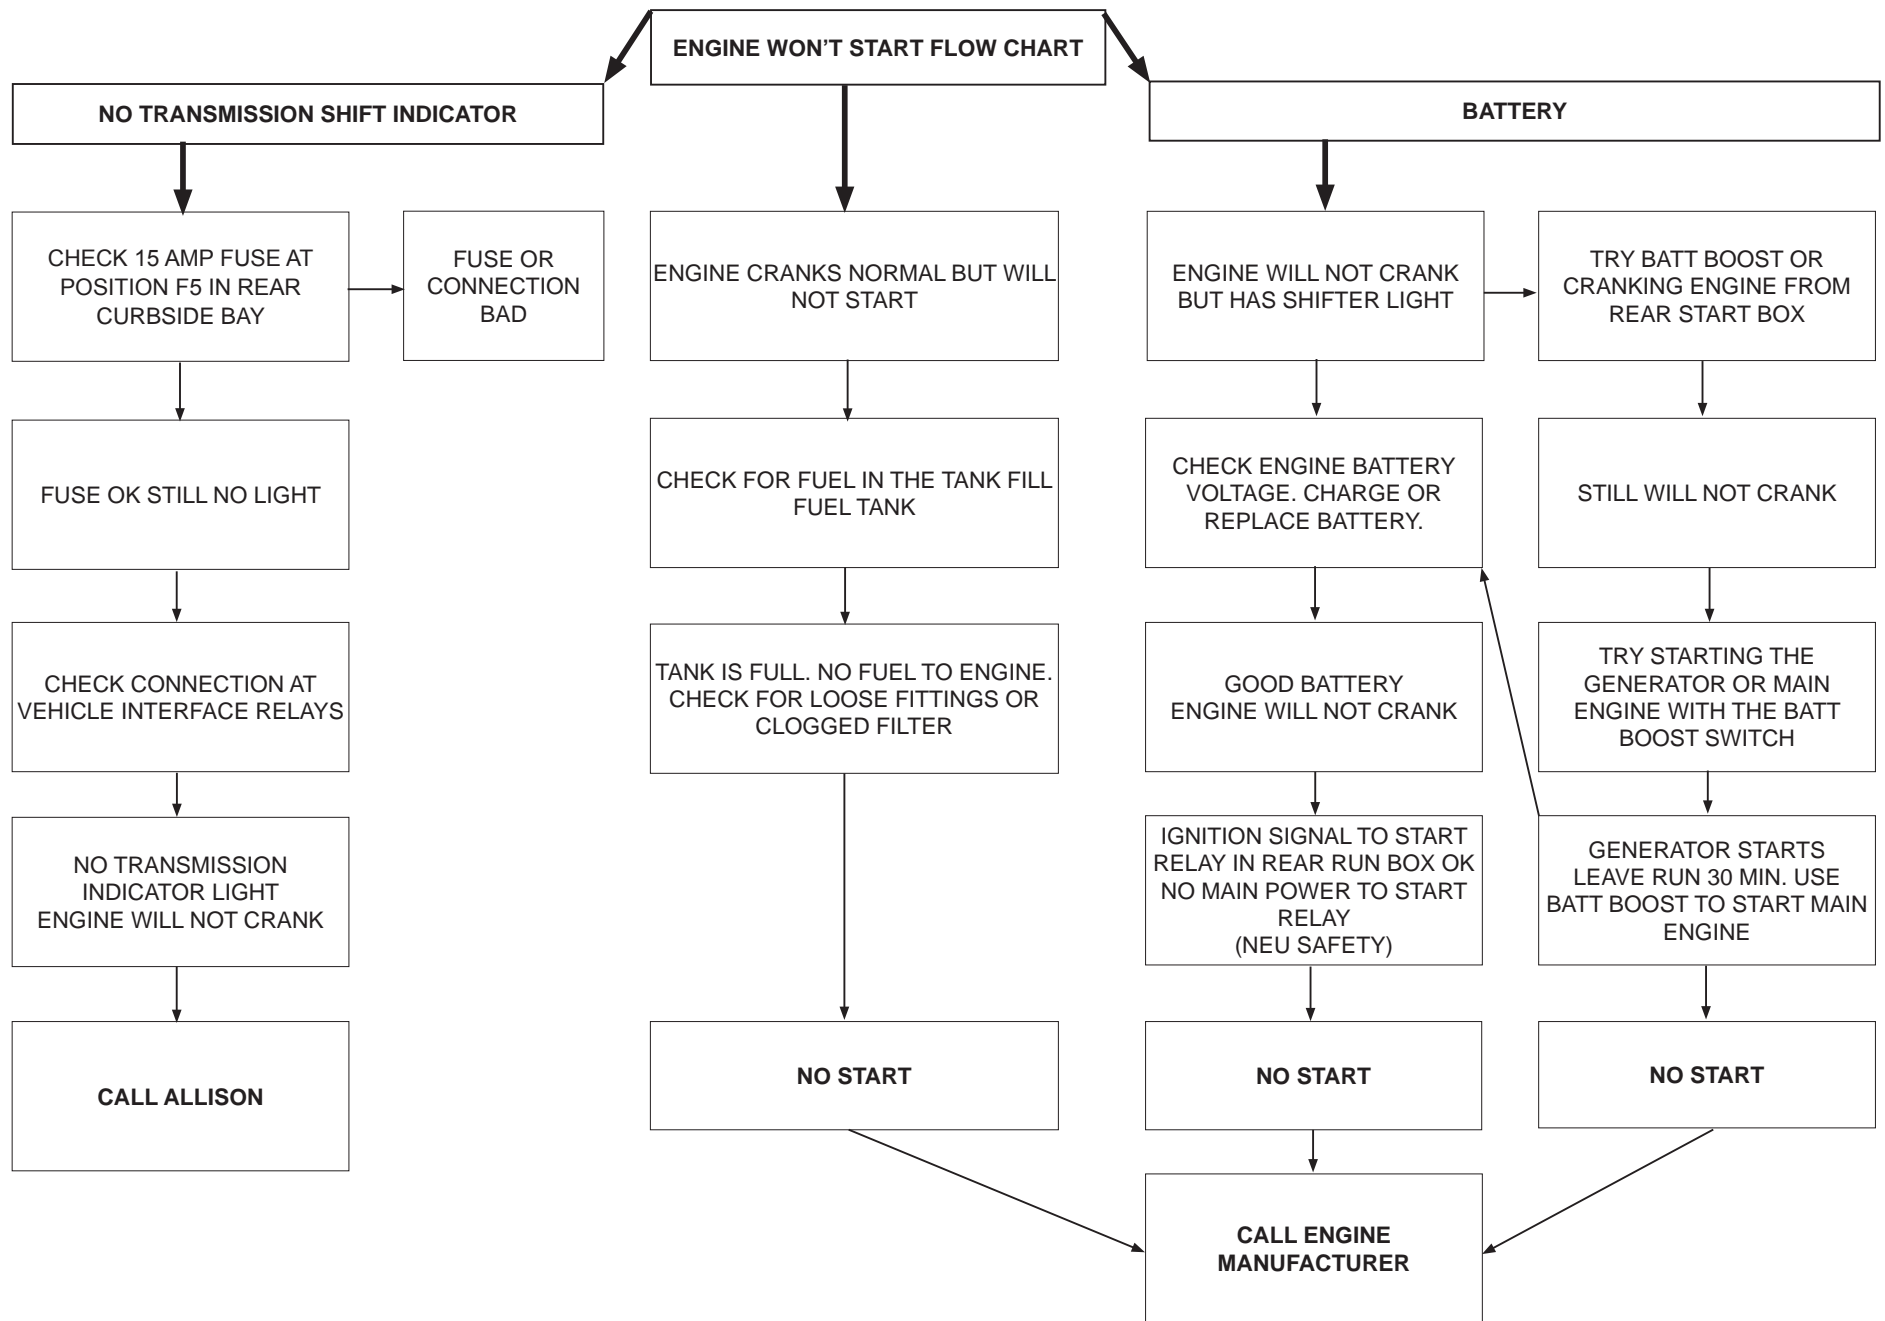 ENGINE WON'T START FLOW CHART
NO TRANSMISSION SHIFT INDICATOR
CHECK 15 AMP FUSE AT
POSITION F5 IN REAR
CURBSIDE BAY
FUSE OR
CONNECTION
BAD
FUSE OK STILL NO LIGHT
CHECK CONNECTION AT
VEHICLE INTERFACE RELAYS
NO TRANSMISSION
INDICATOR LIGHT
ENGINE WILL NOT CRANK
CALL ALLISON
ENGINE CRANKS NORMAL BUT WILL
NOT START
CHECK FOR FUEL IN THE TANK FILL
FUEL TANK
TANK IS FULL. NO FUEL TO ENGINE.
CHECK FOR LOOSE FITTINGS OR
CLOGGED FILTER
NO START
BATTERY
ENGINE WILL NOT CRANK
BUT HAS SHIFTER LIGHT
CHECK ENGINE BATTERY
VOLTAGE. CHARGE OR
REPLACE BATTERY.
GOOD BATTERY
ENGINE WILL NOT CRANK
IGNITION SIGNAL TO START
RELAY IN REAR RUN BOX OK
NO MAIN POWER TO START
RELAY
(NEU SAFETY)
NO START
TRY BATT BOOST OR
CRANKING ENGINE FROM
REAR START BOX
STILL WILL NOT CRANK
TRY STARTING THE
GENERATOR OR MAIN
ENGINE WITH THE BATT
BOOST SWITCH
GENERATOR STARTS
LEAVE RUN 30 MIN. USE
BATT BOOST TO START MAIN
ENGINE
NO START
CALL ENGINE
MANUFACTURER